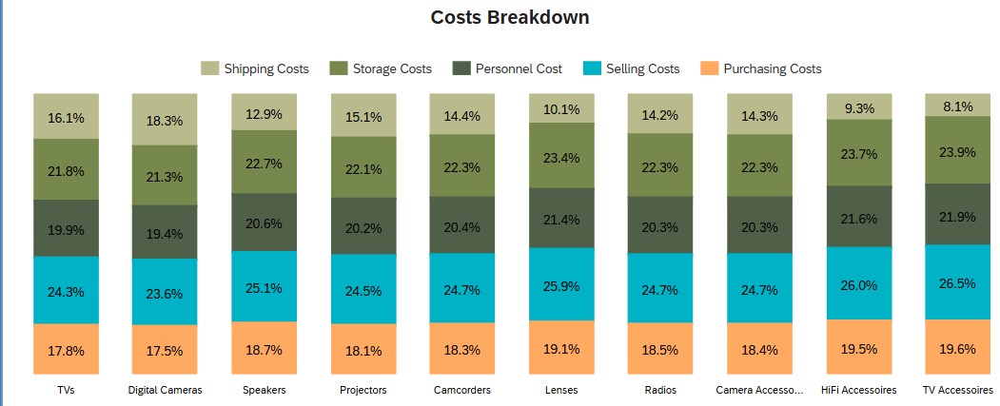 Costs Breakdown
Shipping Costs Storage Costs Personnel Cost Selling Costs Purchasing Costs
16.1% 18.3% 12.9% 15.1% 14.4% 10.1% 14.2% 14.3% 9.3% 8.1%
21.8% 21.3% 22.7% 22.1% 22.3% 23.4% 22.3% 22.3% 23.7% 23.9%
19.9% 19.4% 20.6% 20.2% 20.4% 21.4% 20.3% 20.3% 21.6% 21.9%
24.3% 23.6% 25.1% 24.5% 24.7% 25.9% 24.7% 24.7% 26.0% 26.5%
17.8% 17.5% 18.7% 18.1% 18.3% 19.1% 18.5% 18.4% 19.5% 19.6%
TVs Digital Cameras Speakers Projectors Camcorders Lenses Radios Camera Accesso... HiFi Accessoires TV Accessoires